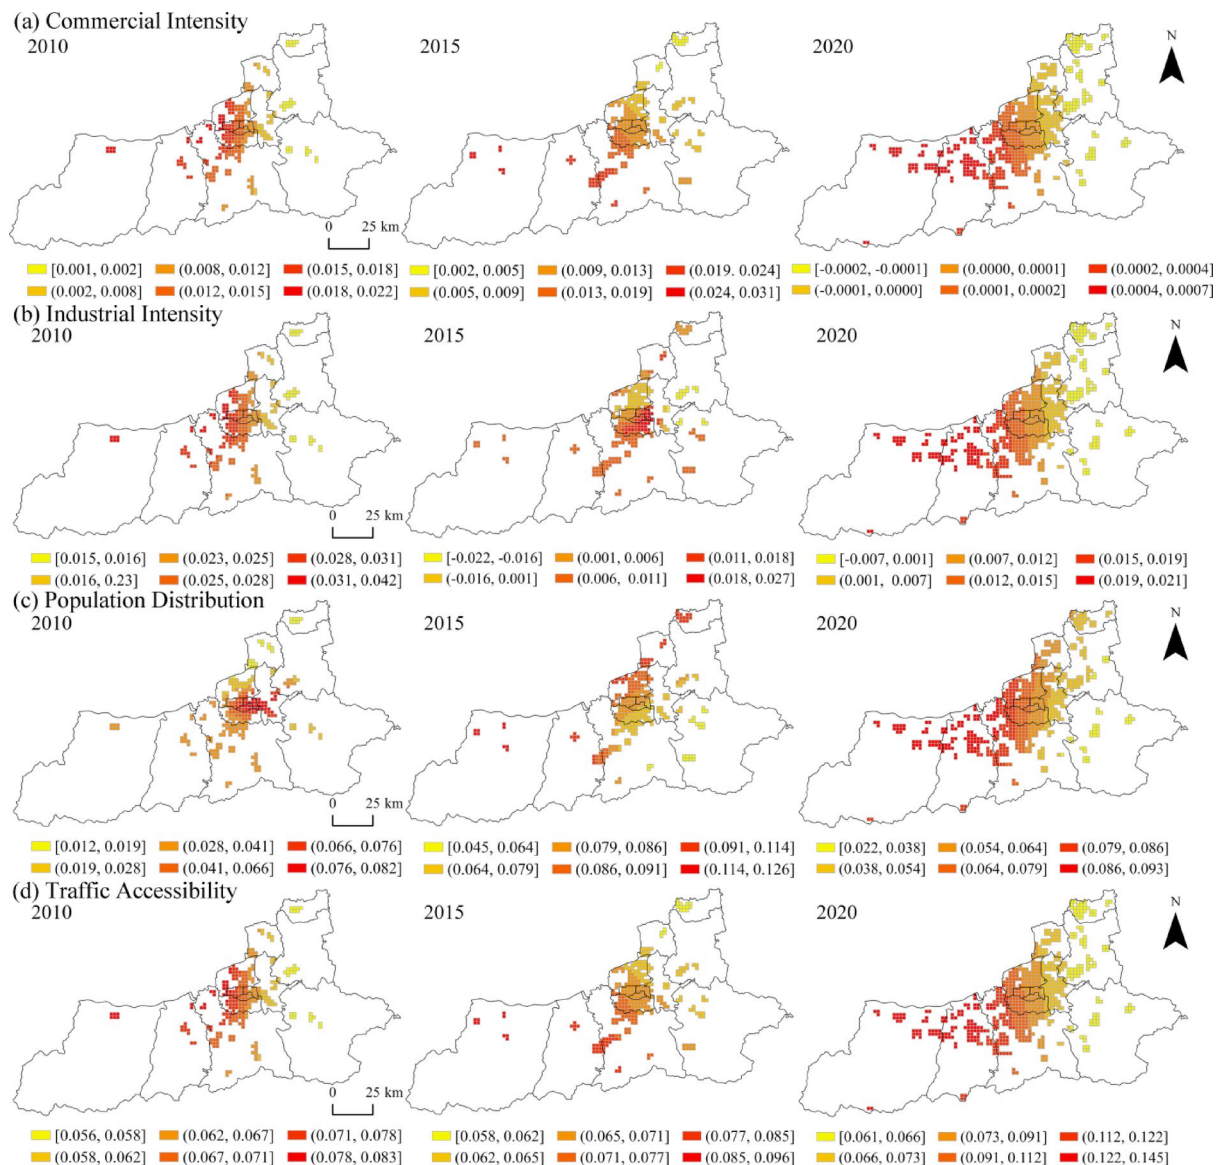 (a) Commercial Intensity
2010 2015 2020 N
0 25 km
[0.001, 0.002] (0.008, 0.012] (0.015, 0.018] [0.002, 0.005] (0.009, 0.013] (0.019. 0.024] [-0.0002, -0.0001] (0.0000, 0.0001] (0.0002, 0.0004]
(0.002, 0.008] (0.012, 0.015] (0.018, 0.022] (0.005, 0.009] (0.013, 0.019] (0.024, 0.031] (-0.0001, 0.0000] (0.0001, 0.0002] (0.0004, 0.0007]
(b) Industrial Intensity
2010 2015 2020 N
0 25 km
[0.015, 0.016] (0.023, 0.025] (0.028, 0.031] [-0.022, -0.016] (0.001, 0.006] (0.011, 0.018] [-0.007, 0.001] (0.007, 0.012] (0.015, 0.019]
(0.016, 0.23] (0.025, 0.028] (0.031, 0.042] (-0.016, 0.001] (0.006, 0.011] (0.018, 0.027] (0.001, 0.007] (0.012, 0.015] (0.019, 0.021]
(c) Population Distribution
2010 2015 2020 N
0 25 km
[0.012, 0.019] (0.028, 0.041] (0.066, 0.076] [0.045, 0.064] (0.079, 0.086] (0.091, 0.114] [0.022, 0.038] (0.054, 0.064] (0.079, 0.086]
(0.019, 0.028] (0.041, 0.066] (0.076, 0.082] (0.064, 0.079] (0.086, 0.091] (0.114, 0.126] (0.038, 0.054] (0.064, 0.079] (0.086, 0.093]
(d) Traffic Accessibility
2010 2015 2020 N
0 25 km
[0.056, 0.058] (0.062, 0.067] (0.071, 0.078] [0.058, 0.062] (0.065, 0.071] (0.077, 0.085] [0.061, 0.066] (0.073, 0.091] (0.112, 0.122]
(0.058, 0.062] (0.067, 0.071] (0.078, 0.083] (0.062, 0.065] (0.071, 0.077] (0.085, 0.096] (0.066, 0.073] (0.091, 0.112] (0.122, 0.145]